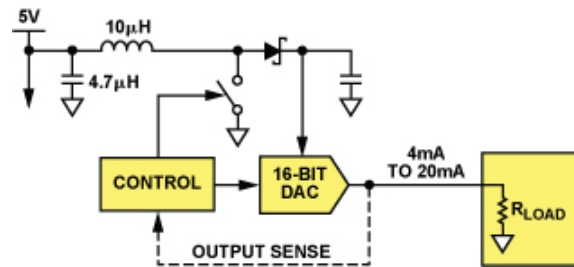 5V
10μH
4.7μH
CONTROL
16-BIT
DAC
4mA
TO 20mA
RLOAD
OUTPUT SENSE